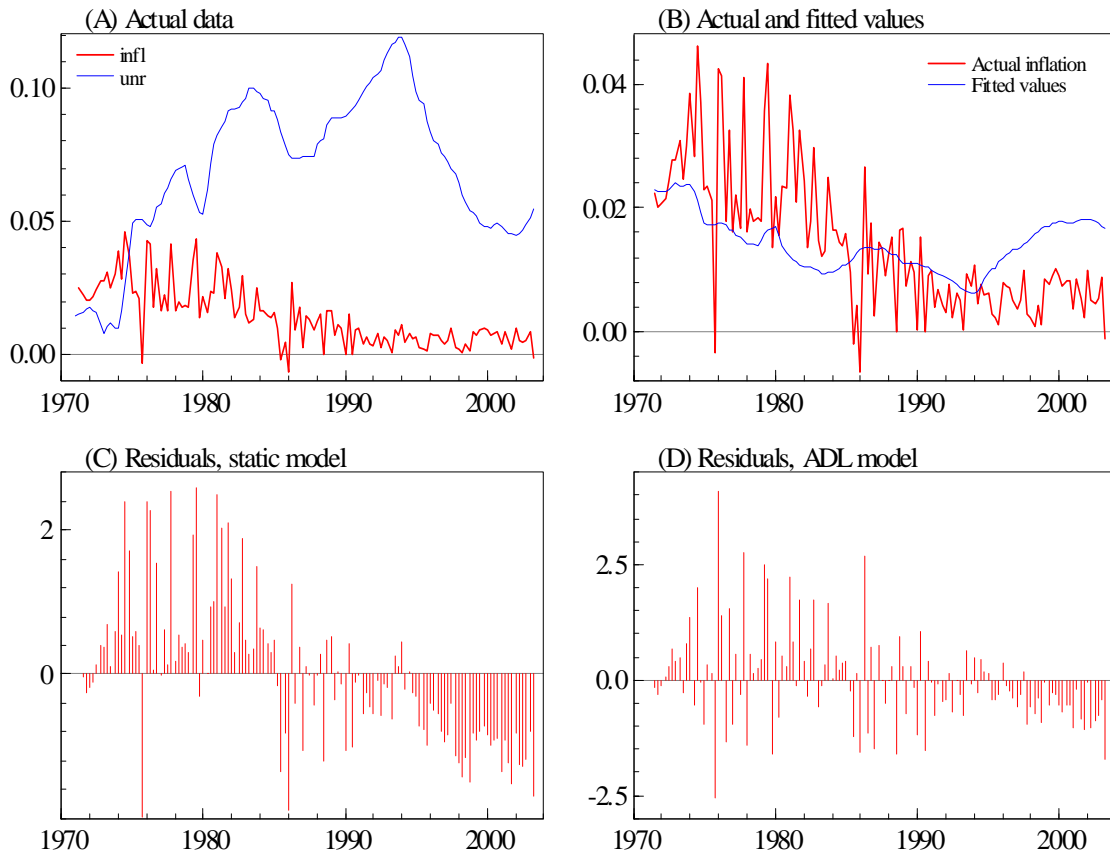 (A) Actual data
infl
unr
0.10
0.05
0.00
1970 1980 1990 2000
(B) Actual and fitted values
Actual inflation
Fitted values
0.04
0.02
0.00
1970 1980 1990 2000
(C) Residuals, static model
2
0
1970 1980 1990 2000
(D) Residuals, ADL model
2.5
0.0
-2.5
1970 1980 1990 2000